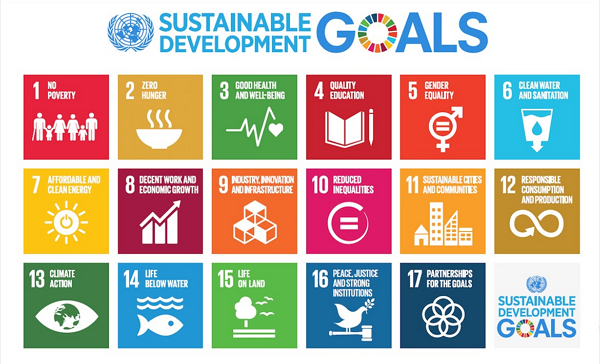 SUSTAINABLE
DEVELOPMENT
GOALS
1 NO
POVERTY
2 ZERO
HUNGER
3 GOOD HEALTH
AND WELL-BEING
4 QUALITY
EDUCATION
5 GENDER
EQUALITY
6 CLEAN WATER
AND SANITATION
7 AFFORDABLE AND
CLEAN ENERGY
8 DECENT WORK AND
ECONOMIC GROWTH
9 INDUSTRY, INNOVATION
AND INFRASTRUCTURE
10 REDUCED
INEQUALITIES
11 SUSTAINABLE CITIES
AND COMMUNITIES
12 RESPONSIBLE
CONSUMPTION
AND PRODUCTION
13 CLIMATE
ACTION
14 LIFE
BELOW WATER
15 LIFE
ON LAND
16 PEACE, JUSTICE
AND STRONG
INSTITUTIONS
17 PARTNERSHIPS
FOR THE GOALS
SUSTAINABLE
DEVELOPMENT
GOALS